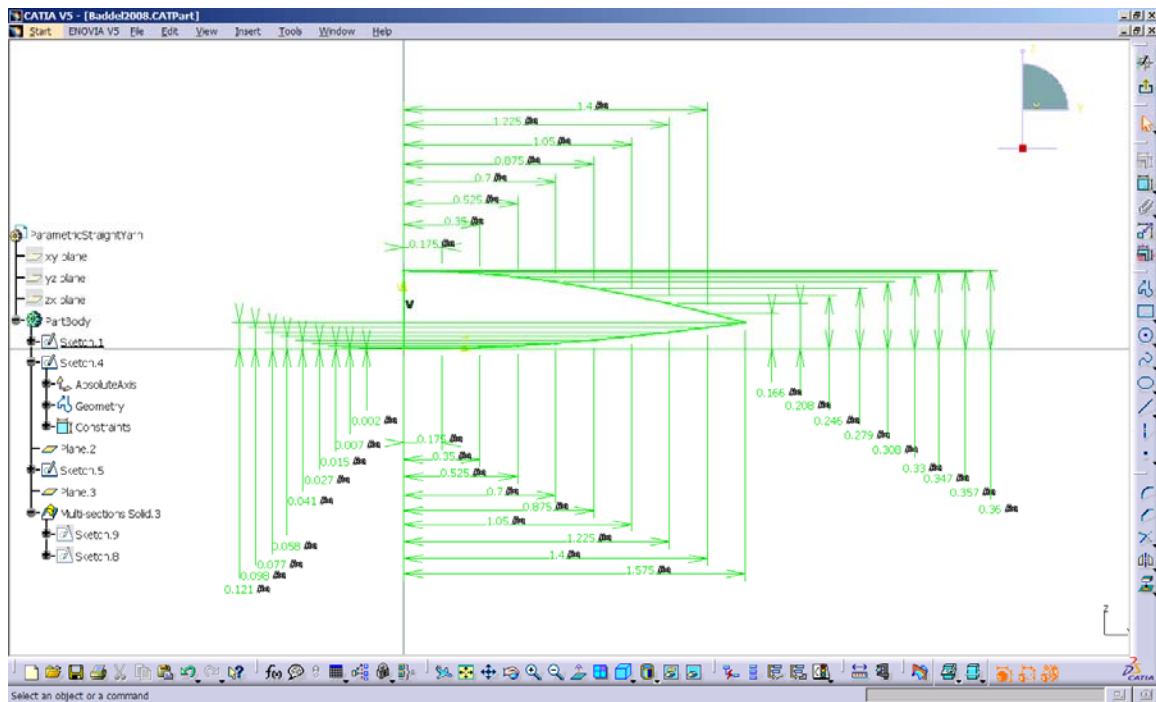 CATIA V5 - [Baddel2008.CATPart]
Start ENOVIA V5 File Edit View Insert Tools Window Help
1.4
1.225
1.05
0.875
0.7
0.525
0.35
0.175
ParametricStraightYarn
xy plane
yz plane
zx plane
PartBody
Sketch.1
Sketch.4
AbsoluteAxis
Geometry
Constraints
Plane.2
Sketch.5
Plane.3
Multi-sections Solid.3
Sketch.9
Sketch.8
V
0.002
0.007
0.015
0.027
0.041
0.058
0.077
0.098
0.121
0.175
0.35
0.525
0.7
0.875
1.05
1.225
1.4
1.575
0.166
0.208
0.246
0.279
0.308
0.33
0.347
0.357
0.36
z
f(x)
CATIA
Select an object or a command